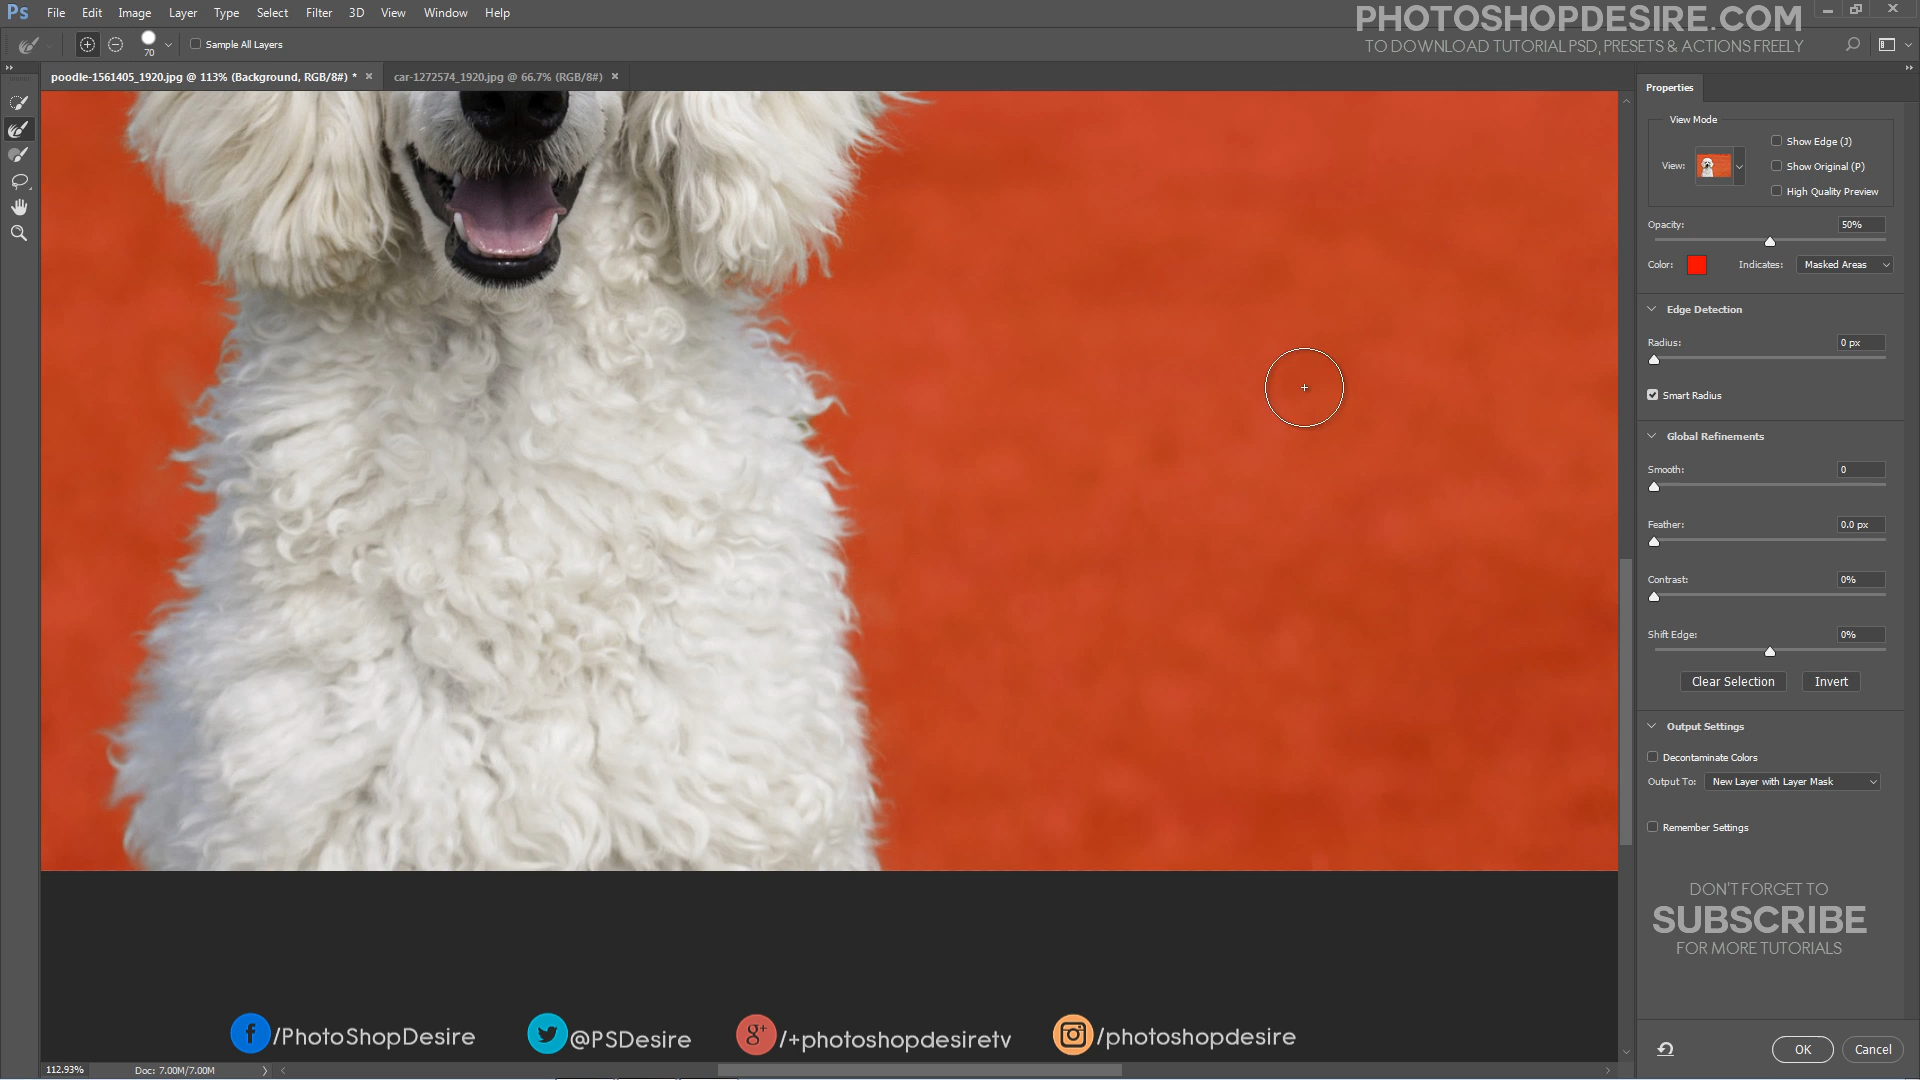 Ps File Edit Image Layer Type Select Filter 3D View Window Help
PHOTOSHOPDESIRE.COM
TO DOWNLOAD TUTORIAL PSD, PRESETS & ACTIONS FREELY
70 Sample All Layers
poodle-1561405_1920.jpg @ 113% (Background, RGB/8#) * × car-1272574_1920.jpg @ 66.7% (RGB/8#) ×
Properties
View Mode
Show Edge (J)
View: Show Original (P)
High Quality Preview
Opacity: 50%
Color: Indicates: Masked Areas
Edge Detection
Radius: 0 px
Smart Radius
Global Refinements
Smooth: 0
Feather: 0.0 px
Contrast: 0%
Shift Edge: 0%
Clear Selection Invert
Output Settings
Decontaminate Colors
Output To: New Layer with Layer Mask
Remember Settings
DON'T FORGET TO
SUBSCRIBE
FOR MORE TUTORIALS
f /PhotoShopDesire @PSDesire g+ /+photoshopdesiretv /photoshopdesire
OK Cancel
112.93% Doc: 7.00M/7.00M